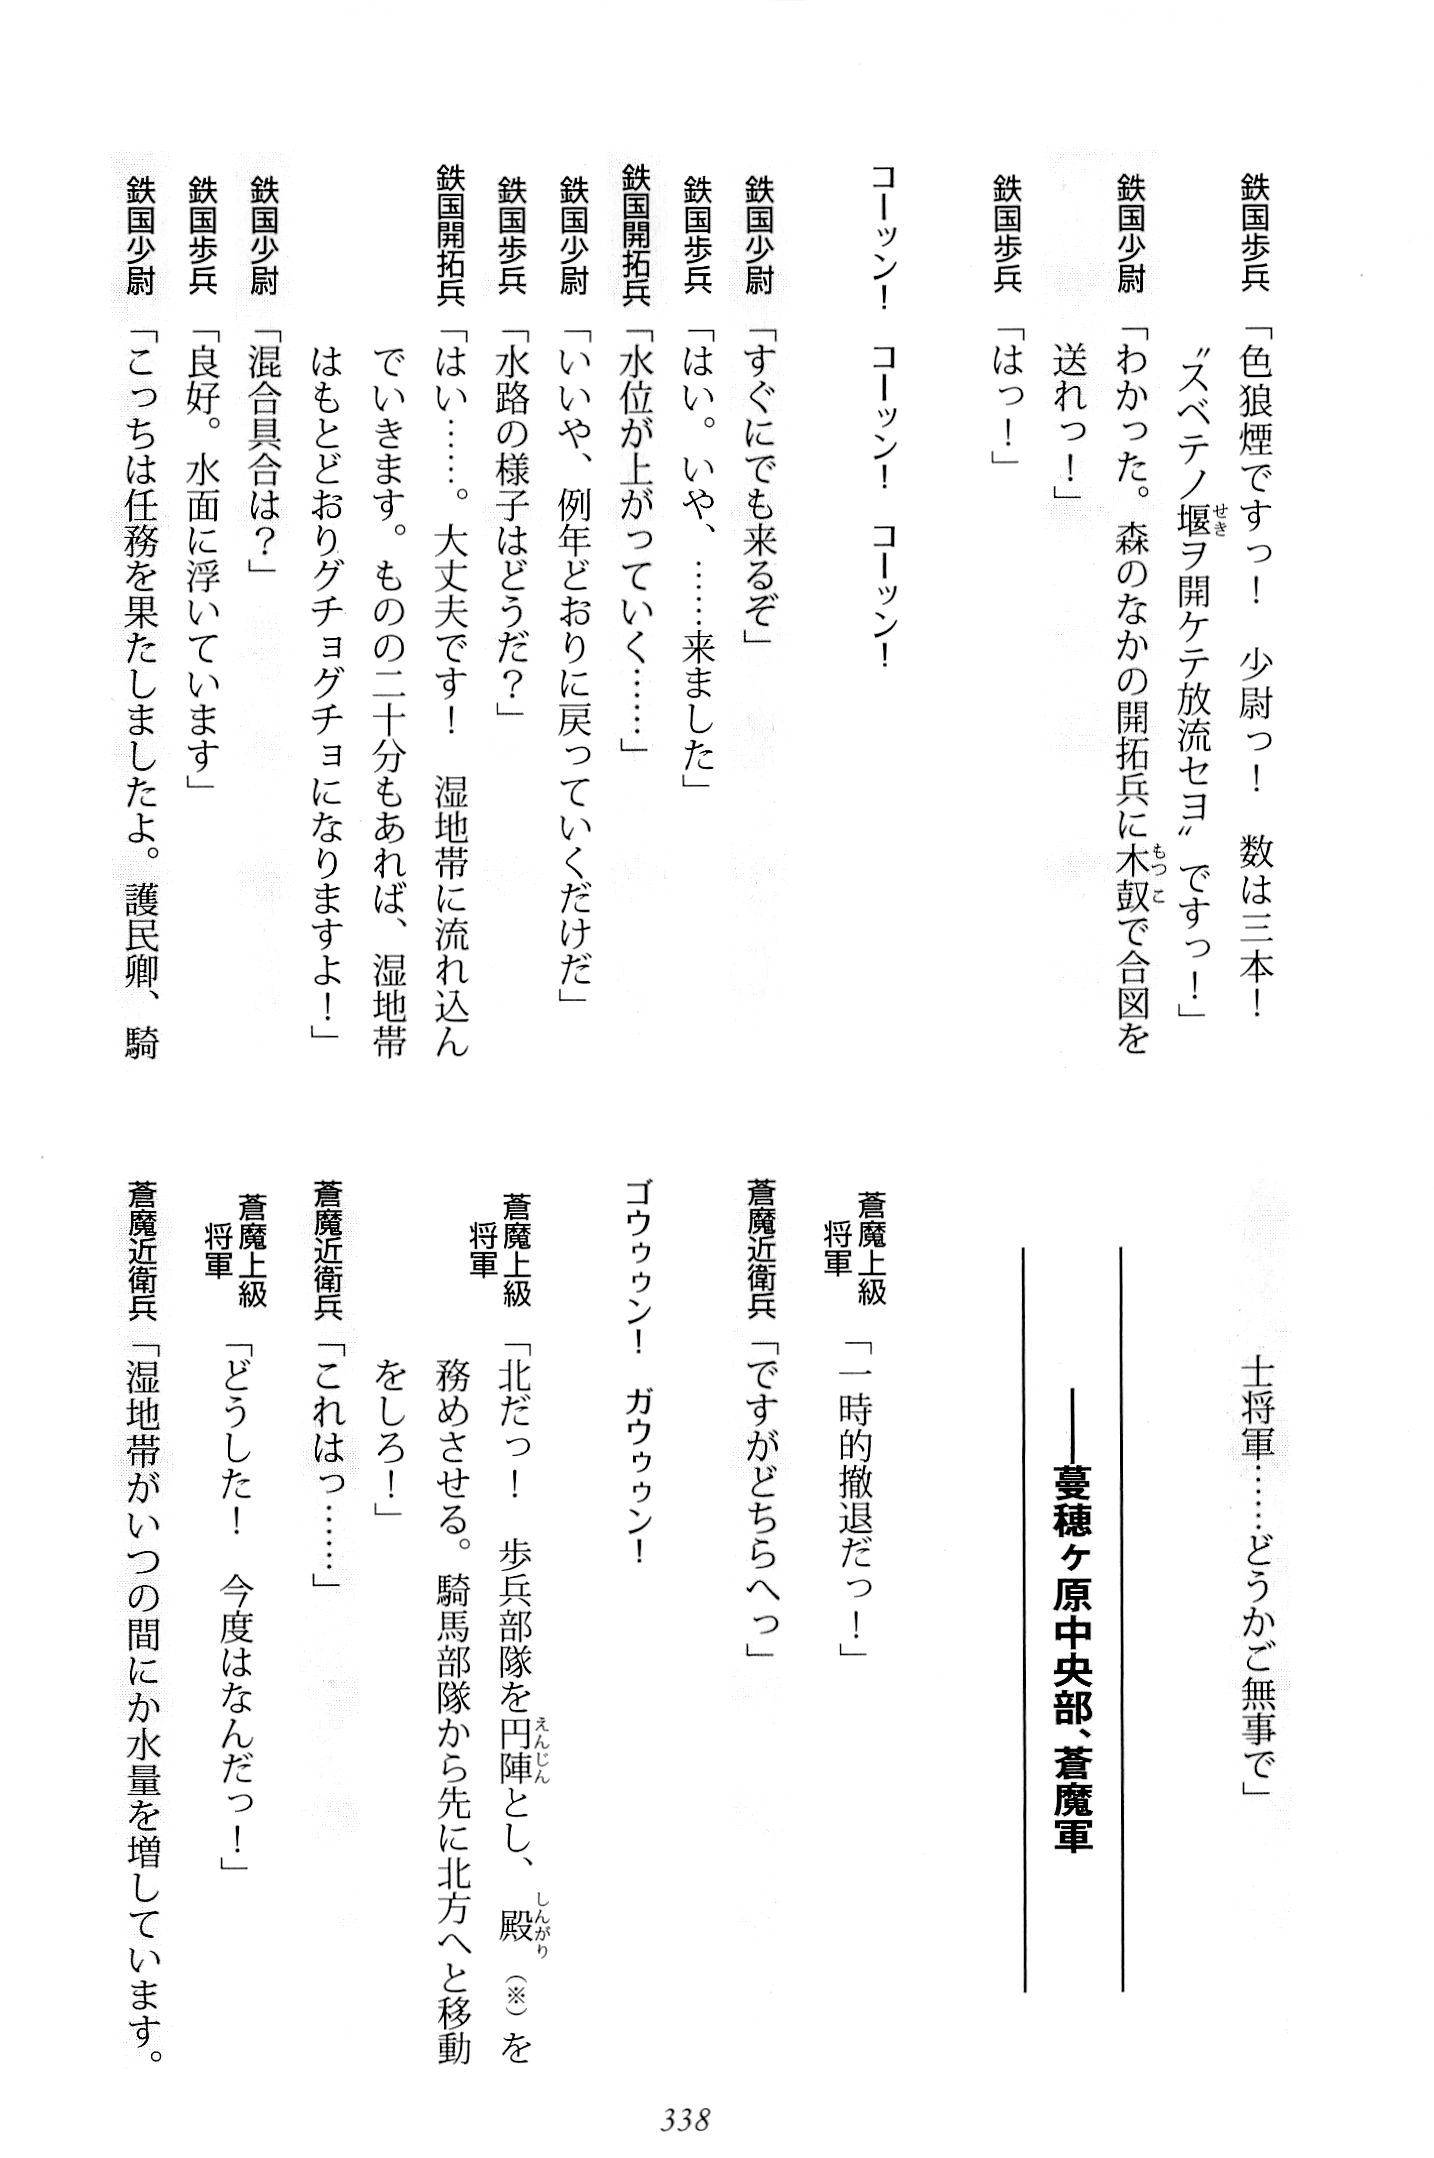 鉄国歩兵「色狼煙ですっ！　少尉っ！　数は三本！
〝スベテノ堰ヲ開ケテ放流セヨ〟ですっ！」
鉄国少尉「わかった。森のなかの開拓兵に木鼓で合図を
送れっ！」
鉄国歩兵「はっ！」
コーッン！　コーッン！　コーッン！
鉄国少尉「すぐにでも来るぞ」
鉄国歩兵「はい。いや、……来ました」
鉄国開拓兵「水位が上がっていく……」
鉄国少尉「いいや、例年どおりに戻っていくだけだ」
鉄国歩兵「水路の様子はどうだ？」
鉄国開拓兵「はい……。大丈夫です！　湿地帯に流れ込ん
でいきます。ものの二十分もあれば、湿地帯
はもとどおりグチョグチョになりますよ！」
鉄国少尉「混合具合は？」
鉄国歩兵「良好。水面に浮いています」
鉄国少尉「こっちは任務を果たしましたよ。護民卿、騎
士将軍……どうかご無事で」
――蔓穂ヶ原中央部、蒼魔軍
蒼魔上級将軍「一時的撤退だっ！」
蒼魔近衛兵「ですがどちらへっ」
ゴウゥゥン！　ガウゥゥン！
蒼魔上級将軍「北だっ！　歩兵部隊を円陣とし、殿（※）を
務めさせる。騎馬部隊から先に北方へと移動
をしろ！」
蒼魔近衛兵「これはっ……」
蒼魔上級将軍「どうした！　今度はなんだっ！」
蒼魔近衛兵「湿地帯がいつの間にか水量を増しています。
338